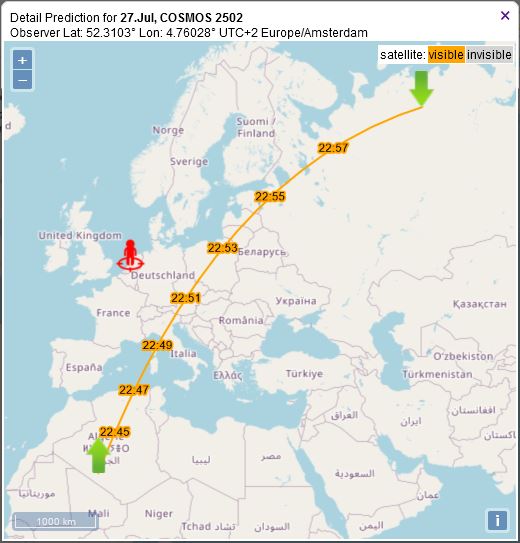 Detail Prediction for 27.Jul, COSMOS 2502
×
Observer Lat: 52.3103° Lon: 4.76028° UTC+2 Europe/Amsterdam
+
–
satellite: visible invisible
Norge
Suomi /
Finland
Sverige
22:57
22:55
United Kingdom
22:53
Беларусь
Deutschland
22:51
Україна
France
România
Қазақстан
22:49
Italia
España
Ελλάς
Türkiye
O'zbekiston
Türkmenistan
22:47
22:45
العراق
ایران
افغانستان
ليبيا
مصر
السعودية
موريتانيا
عمان
Mali
Niger
Tchad تشاد
السودان
اليمن
1000 km
i